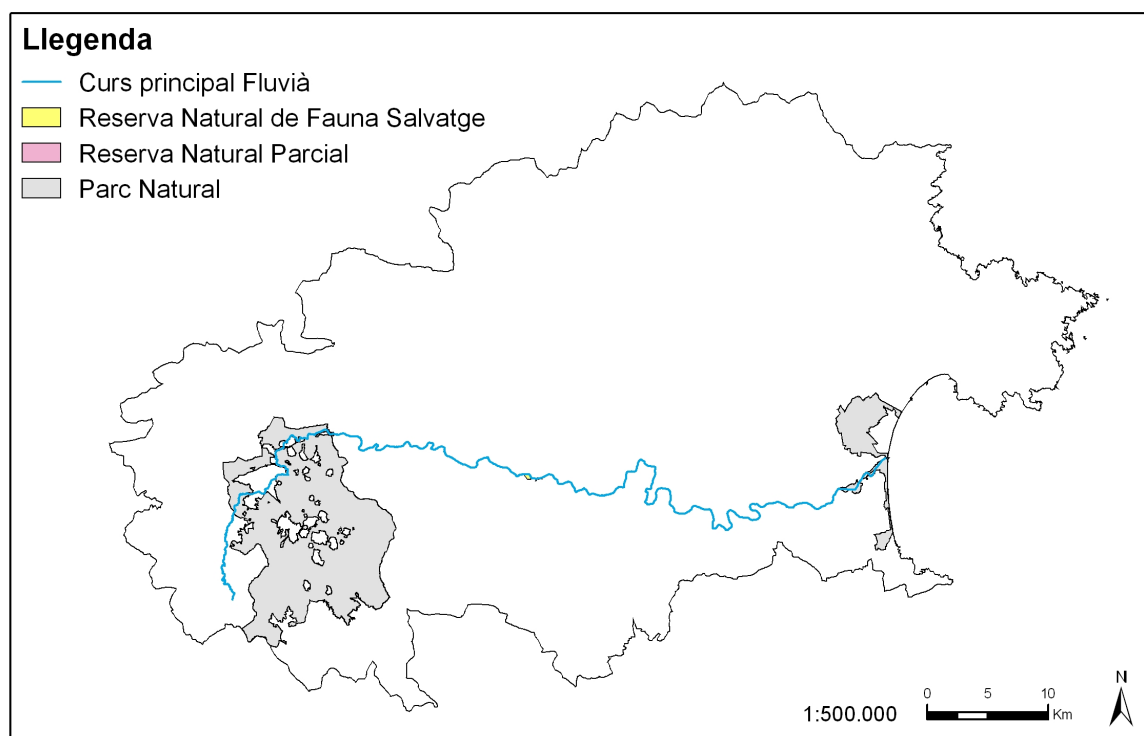 Llegenda
Curs principal Fluvià
Reserva Natural de Fauna Salvatge
Reserva Natural Parcial
Parc Natural
N
0 5 10
1:500.000 Km